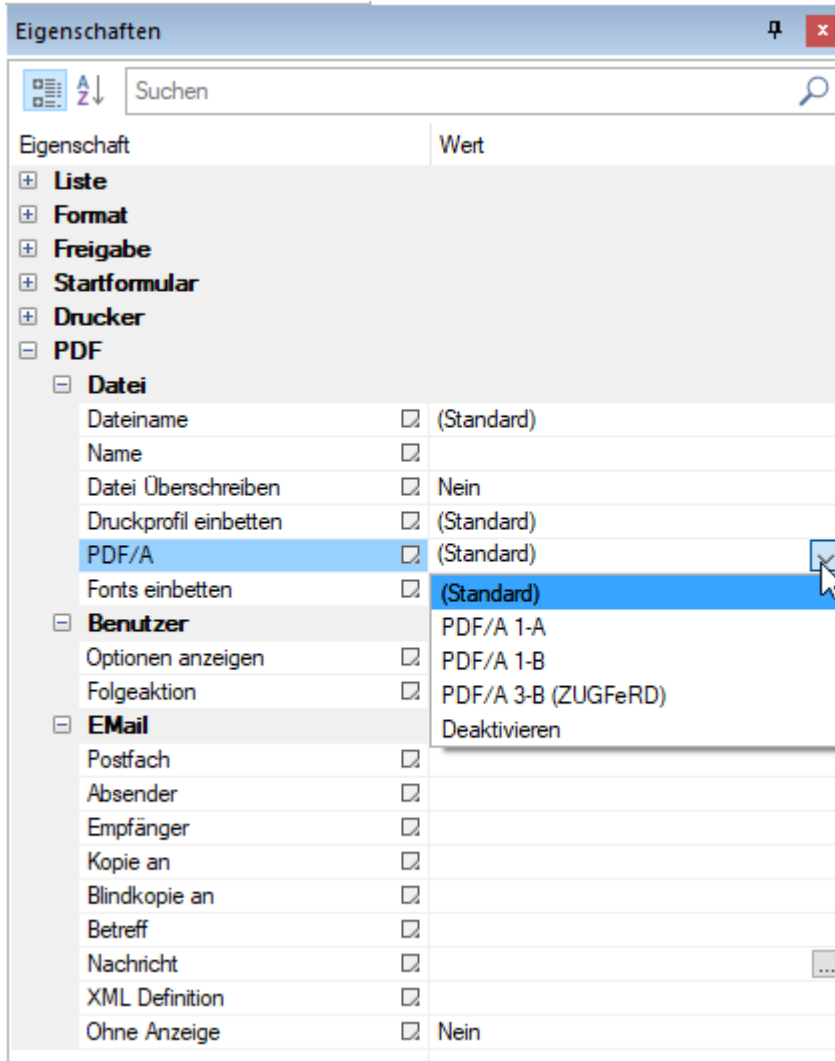 Eigenschaften
Suchen
Eigenschaft Wert
Liste
Format
Freigabe
Startformular
Drucker
PDF
Datei
Dateiname (Standard)
Name
Datei Überschreiben Nein
Druckprofil einbetten (Standard)
PDF/A (Standard)
Fonts einbetten (Standard)
Benutzer PDF/A 1-A
Optionen anzeigen PDF/A 1-B
Folgeaktion PDF/A 3-B (ZUGFeRD)
EMail Deaktivieren
Postfach
Absender
Empfänger
Kopie an
Blindkopie an
Betreff
Nachricht ...
XML Definition
Ohne Anzeige Nein